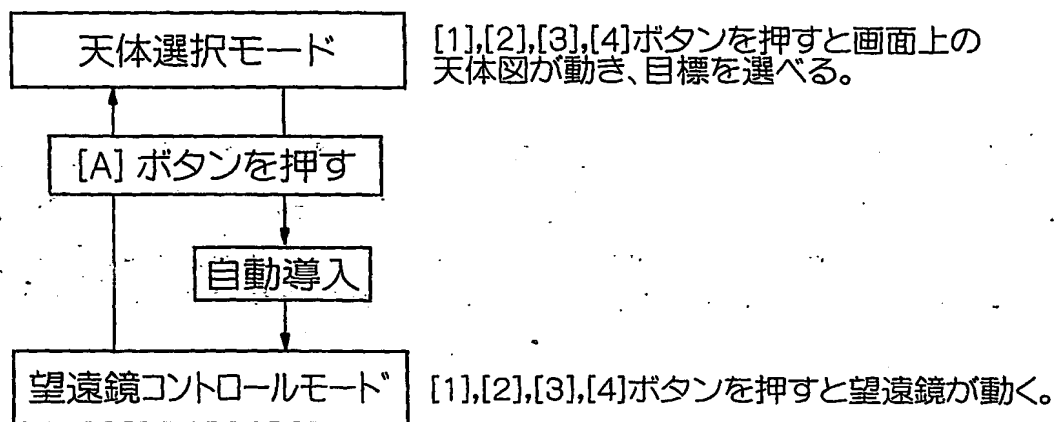 天体選択モード
[1],[2],[3],[4]ボタンを押すと画面上の
天体図が動き、目標を選べる。
[A] ボタンを押す
自動導入
望遠鏡コントロールモード
[1],[2],[3],[4]ボタンを押すと望遠鏡が動く。